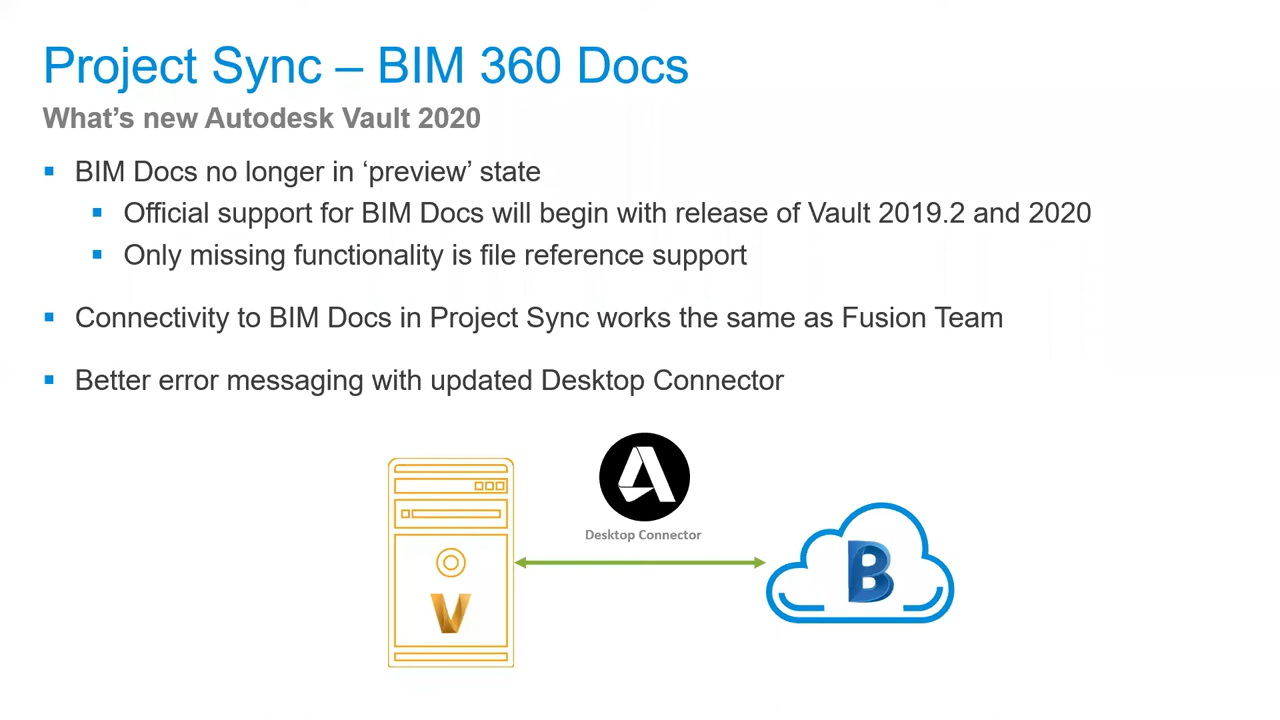 Project Sync – BIM 360 Docs
What's new Autodesk Vault 2020
▪ BIM Docs no longer in ‘preview’ state
▪ Official support for BIM Docs will begin with release of Vault 2019.2 and 2020
▪ Only missing functionality is file reference support
▪ Connectivity to BIM Docs in Project Sync works the same as Fusion Team
▪ Better error messaging with updated Desktop Connector
A
Desktop Connector
V
B